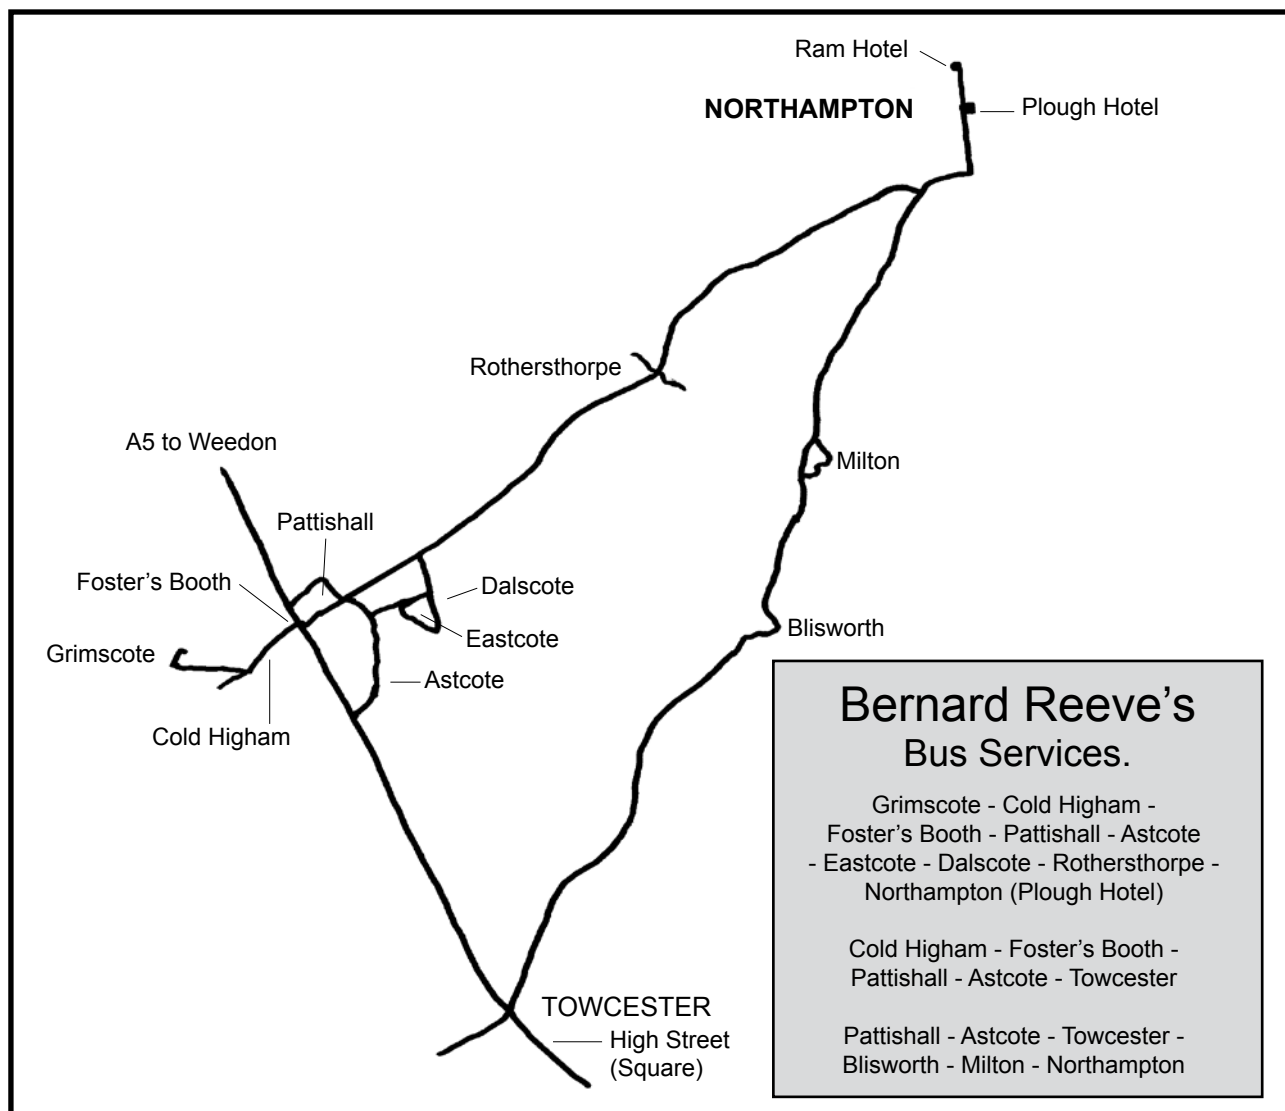 Ram Hotel
NORTHAMPTON
Plough Hotel
Rothersthorpe
A5 to Weedon
Milton
Pattishall
Foster’s Booth
Dalscote
Eastcote
Blisworth
Grimscote
Astcote
Cold Higham
TOWCESTER
High Street
(Square)
Bernard Reeve’s
Bus Services.
Grimscote - Cold Higham -
Foster’s Booth - Pattishall - Astcote
- Eastcote - Dalscote - Rothersthorpe -
Northampton (Plough Hotel)
Cold Higham - Foster’s Booth -
Pattishall - Astcote - Towcester
Pattishall - Astcote - Towcester -
Blisworth - Milton - Northampton